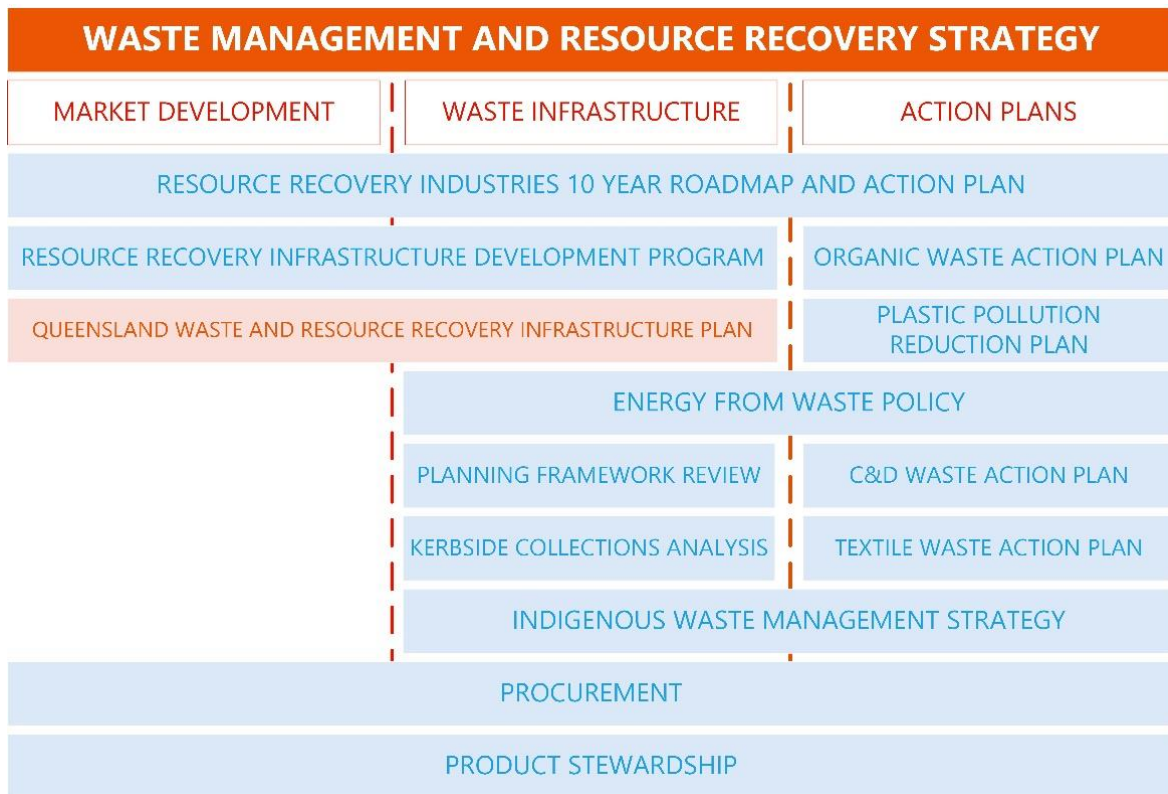 WASTE MANAGEMENT AND RESOURCE RECOVERY STRATEGY
MARKET DEVELOPMENT
WASTE INFRASTRUCTURE
ACTION PLANS
RESOURCE RECOVERY INDUSTRIES 10 YEAR ROADMAP AND ACTION PLAN
RESOURCE RECOVERY INFRASTRUCTURE DEVELOPMENT PROGRAM
ORGANIC WASTE ACTION PLAN
QUEENSLAND WASTE AND RESOURCE RECOVERY INFRASTRUCTURE PLAN
PLASTIC POLLUTION
REDUCTION PLAN
ENERGY FROM WASTE POLICY
PLANNING FRAMEWORK REVIEW
C&D WASTE ACTION PLAN
KERBSIDE COLLECTIONS ANALYSIS
TEXTILE WASTE ACTION PLAN
INDIGENOUS WASTE MANAGEMENT STRATEGY
PROCUREMENT
PRODUCT STEWARDSHIP